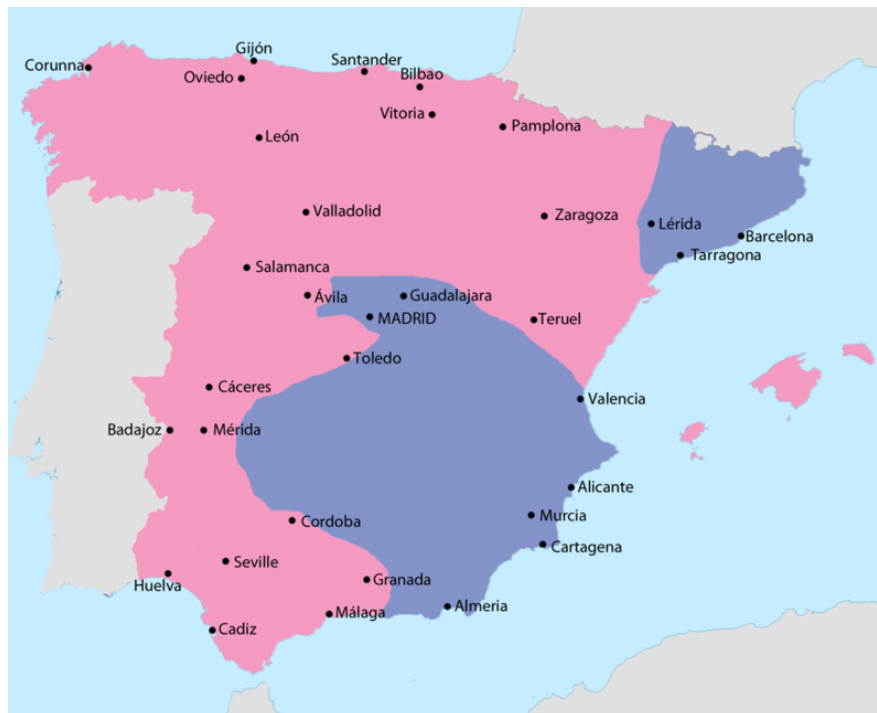 Gijón
Corunna
Oviedo
Santander
Bilbao
Vitoria
Pamplona
León
Valladolid
Zaragoza
Lérida
Barcelona
Tarragona
Salamanca
Ávila
Guadalajara
MADRID
Teruel
Toledo
Cáceres
Valencia
Badajoz
Mérida
Alicante
Murcia
Cordoba
Cartagena
Seville
Huelva
Granada
Almeria
Málaga
Cadiz